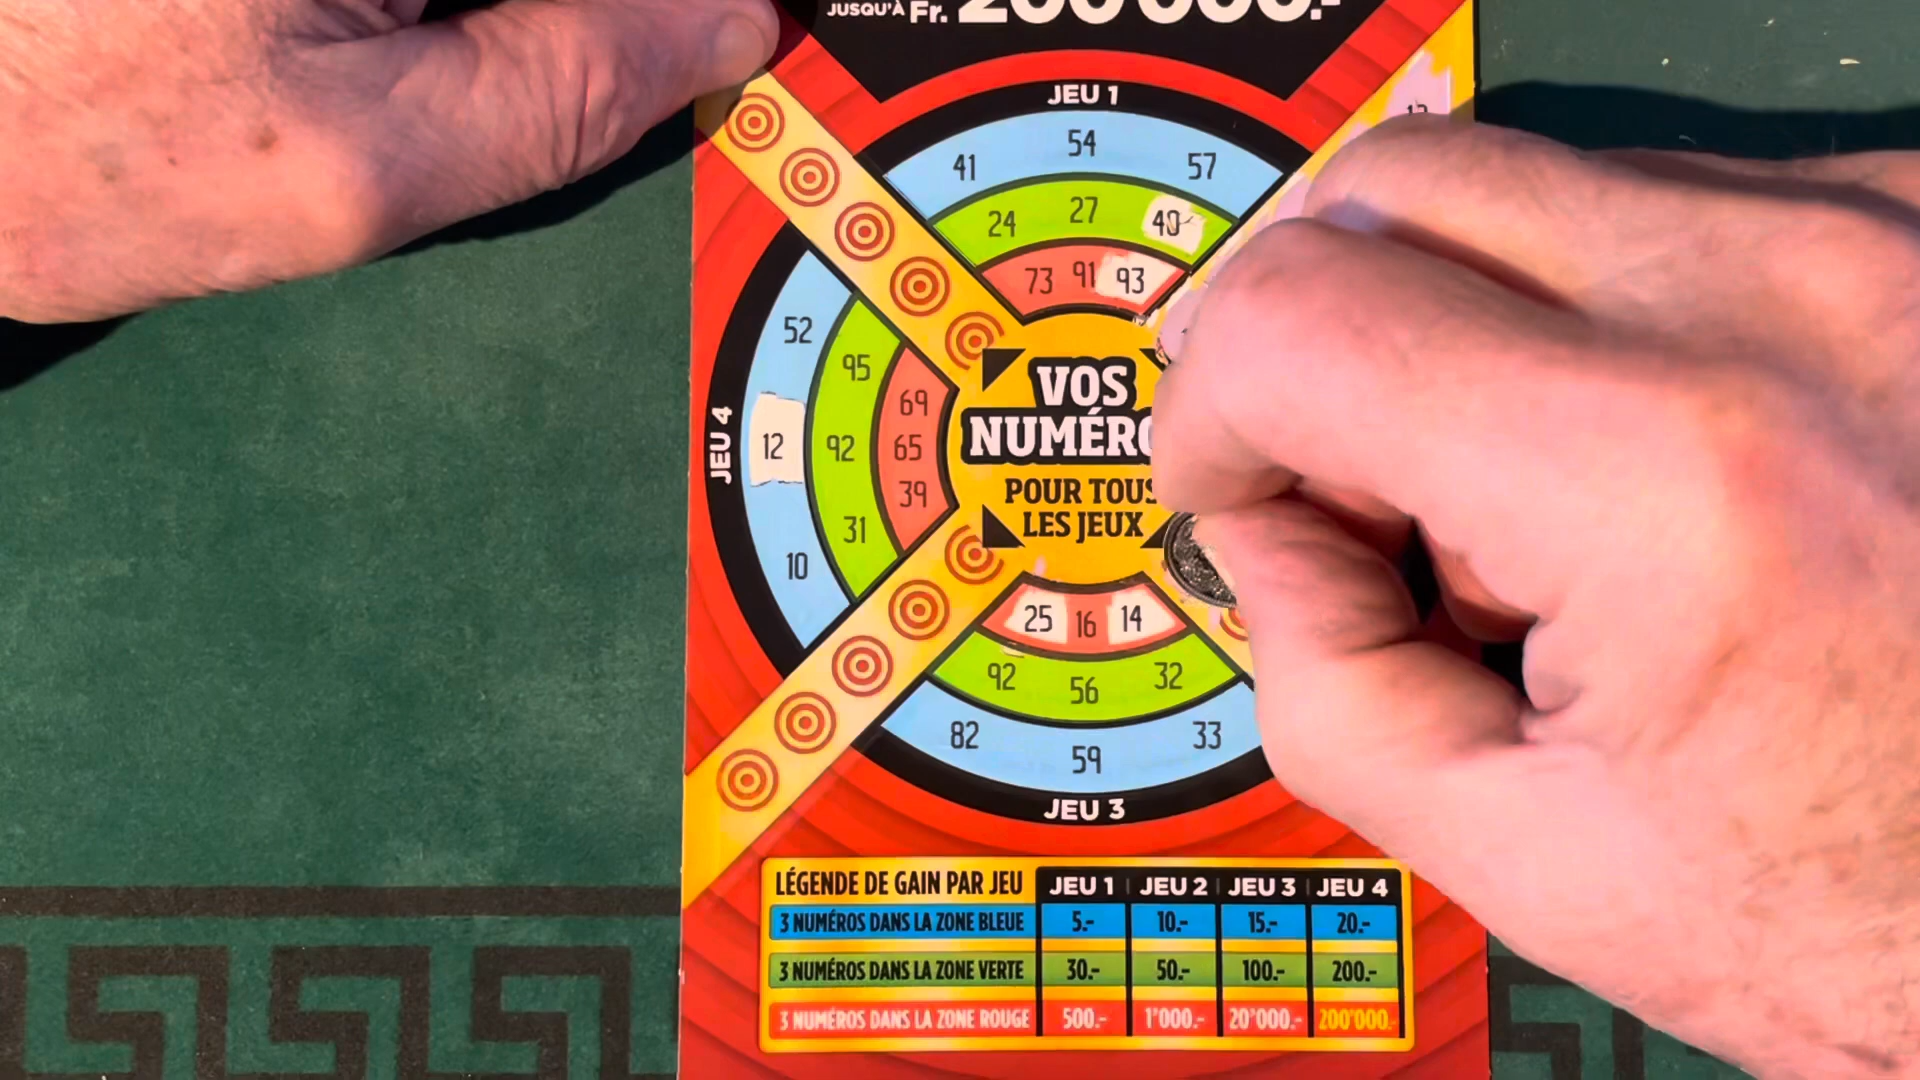 JUSQU'À Fr. 200'000.-
JEU 1
41 54 57
24 27 40
73 91 93
JEU 4
52 12 10
95 92 31
69 65 39
VOS
POUR TOUS
LES JEUX
25 16 14
92 56 32
82 59 33
JEU 3
LÉGENDE DE GAIN PAR JEU JEU 1 JEU 2 JEU 3 JEU 4
3 NUMÉROS DANS LA ZONE BLEUE 5.- 10.- 15.- 20.-
3 NUMÉROS DANS LA ZONE VERTE 30.- 50.- 100.- 200.-
3 NUMÉROS DANS LA ZONE ROUGE 500.- 1'000.- 20'000.- 200'000.-